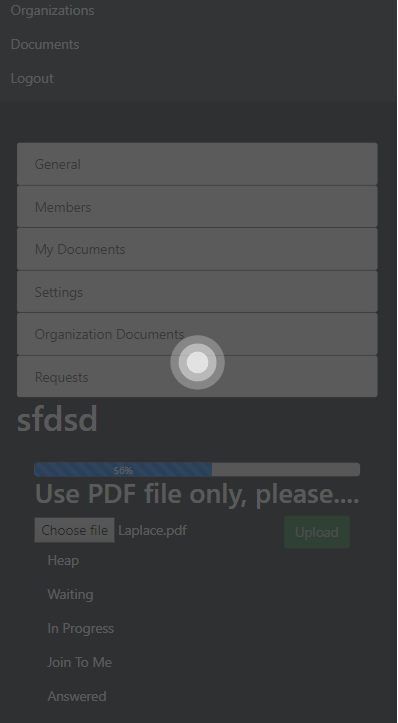 Organizations
Documents
Logout
General
Members
My Documents
Settings
Organization Documents
Requests
sfdsd
56%
Use PDF file only, please....
Choose file Laplace.pdf Upload
Heap
Waiting
In Progress
Join To Me
Answered